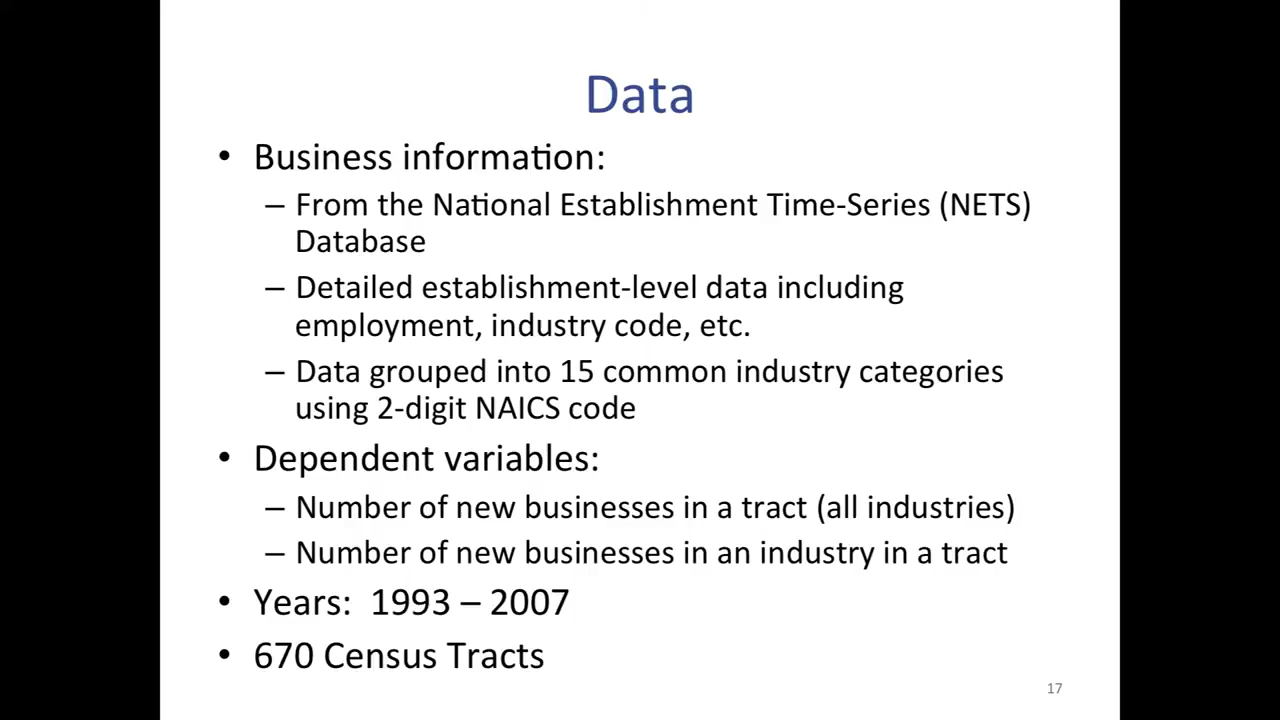 Data
• Business information:
– From the National Establishment Time-Series (NETS)
Database
– Detailed establishment-level data including
employment, industry code, etc.
– Data grouped into 15 common industry categories
using 2-digit NAICS code
• Dependent variables:
– Number of new businesses in a tract (all industries)
– Number of new businesses in an industry in a tract
• Years: 1993 – 2007
• 670 Census Tracts
17